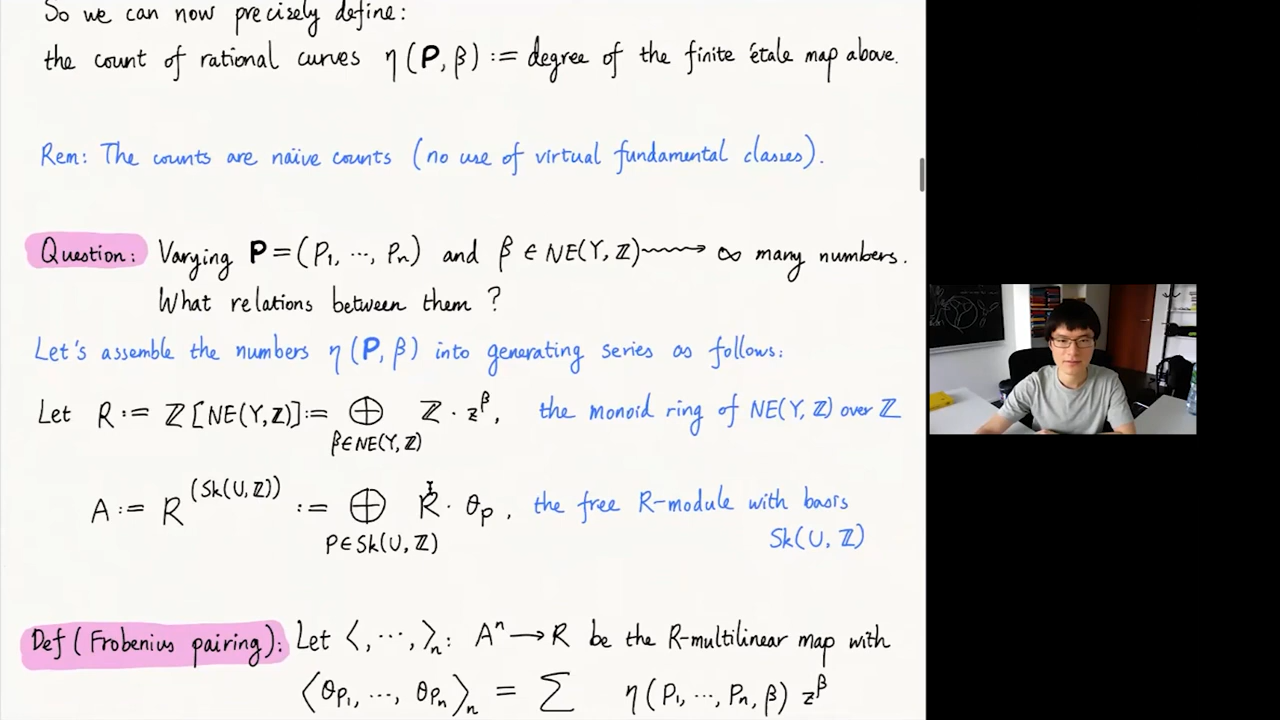 So we can now precisely define:
the count of rational curves η(P, β) := degree of the finite étale map above.
Rem: The counts are naïve counts (no use of virtual fundamental classes).
Question: Varying P = (P₁, ..., Pₙ) and β ∈ NE(Y, ℤ) ⟿ ∞ many numbers.
What relations between them ?
Let's assemble the numbers η(P, β) into generating series as follows:
Let R := ℤ[NE(Y,ℤ)] := ⊕ ℤ · z^β, the monoid ring of NE(Y, ℤ) over ℤ
β∈NE(Y, ℤ)
A := R^(Sk(U,ℤ)) := ⊕ R · θ_P, the free R-module with basis
P∈Sk(U, ℤ) Sk(U, ℤ)
Def (Frobenius pairing): Let ⟨, ..., ⟩ₙ : Aⁿ → R be the R-multilinear map with
⟨θ_P₁, ..., θ_Pₙ⟩ₙ = Σ η(P₁, ..., Pₙ, β) z^β